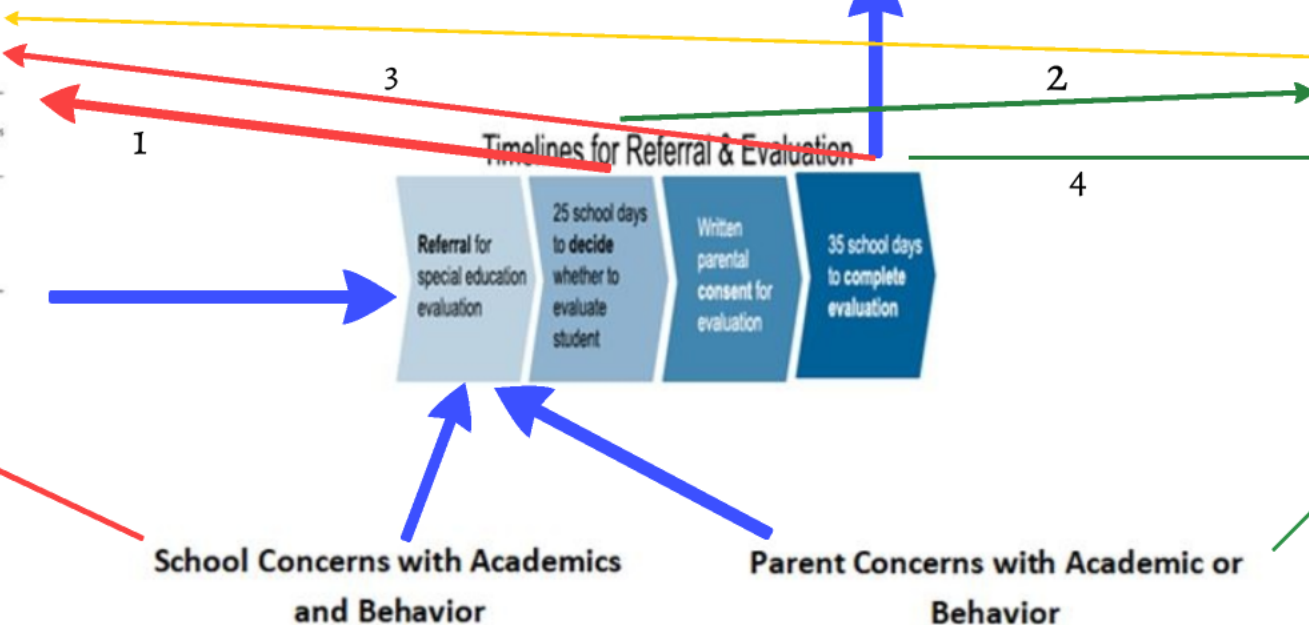 3
2
1
Timelines for Referral & Evaluation
4
Referral for
special education
evaluation
25 school days
to decide
whether to
evaluate
student
Written
parental
consent for
evaluation
35 school days
to complete
evaluation
School Concerns with Academics
and Behavior
Parent Concerns with Academic or
Behavior